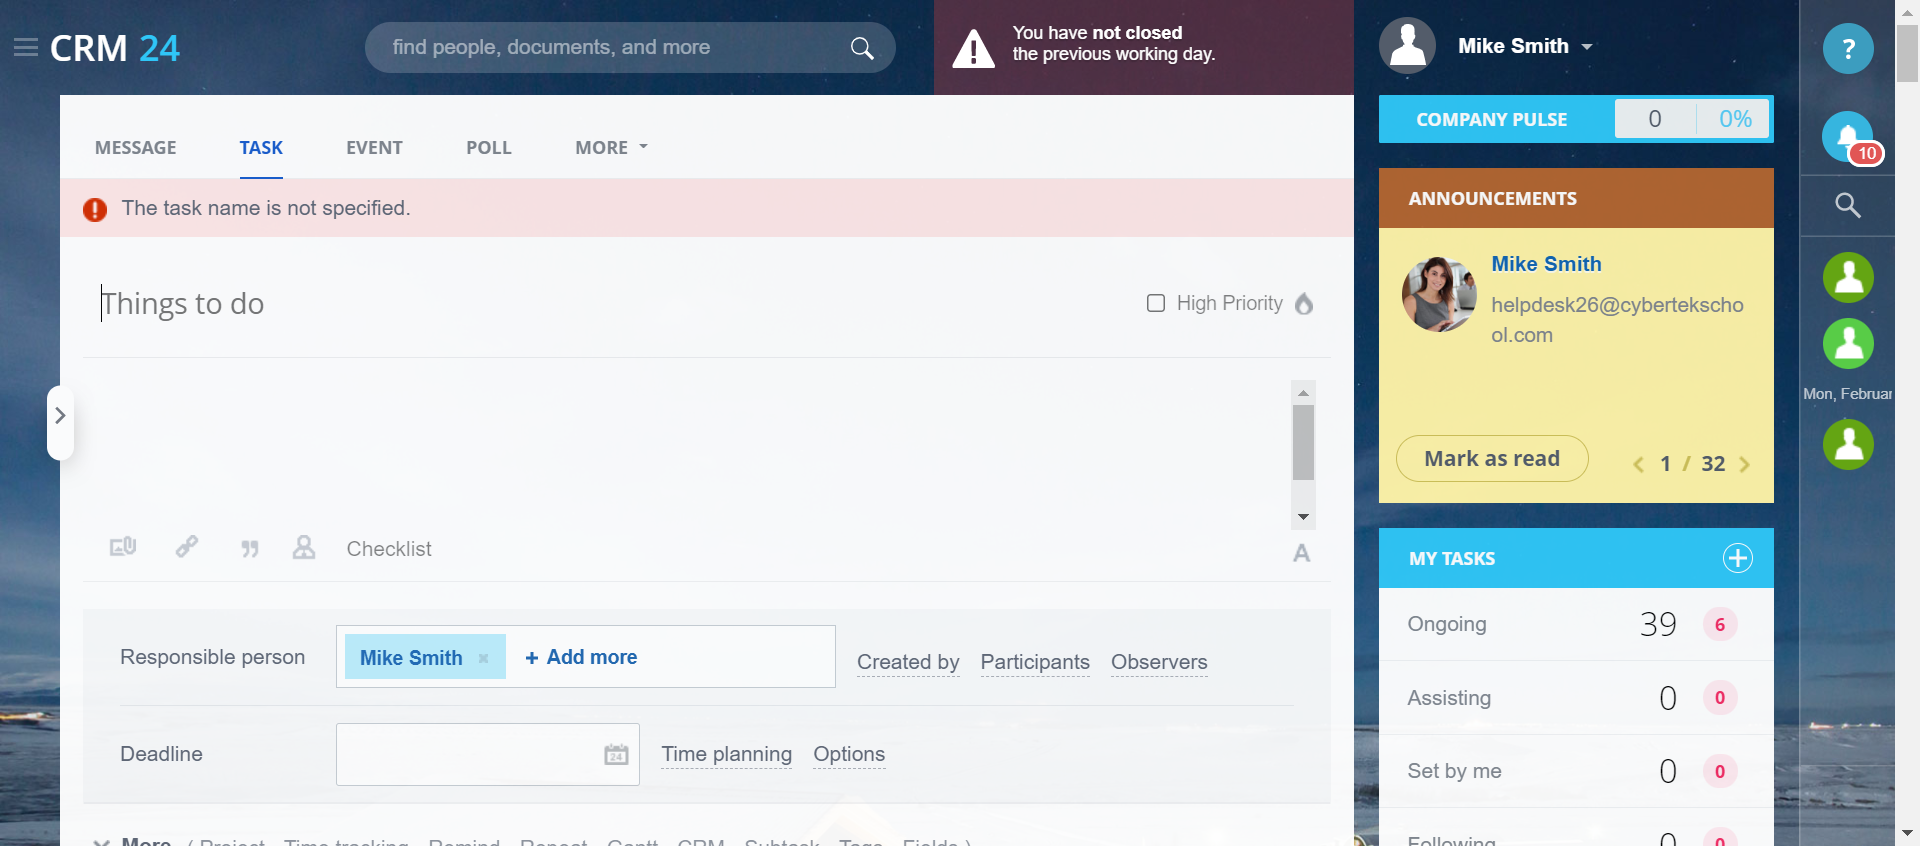 CRM 24
find people, documents, and more
You have not closed
the previous working day.
Mike Smith
?
10
COMPANY PULSE 0 0%
MESSAGE TASK EVENT POLL MORE
The task name is not specified.
Things to do
High Priority
Checklist
A
Responsible person Mike Smith × + Add more Created by Participants Observers
Deadline 24 Time planning Options
More ( Project Time tracking Remind Repeat Gantt CRM Subtask Tags Fields )
ANNOUNCEMENTS
Mike Smith
helpdesk26@cybertekscho
ol.com
Mark as read 1 / 32
MY TASKS
Ongoing 39 6
Assisting 0 0
Set by me 0 0
Following 0 0
Mon, Februar